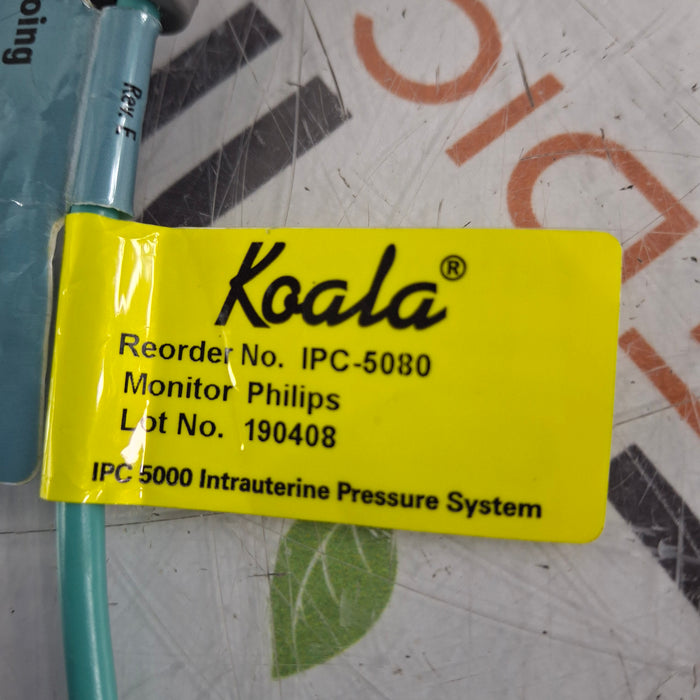 oing
Rev. E
Koala®
Reorder No. IPC-5080
Monitor Philips
Lot No. 190408
IPC 5000 Intrauterine Pressure System